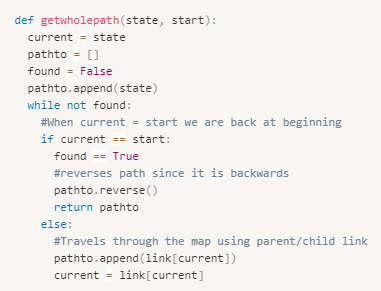 def getwholepath(state, start):
  current = state
  pathto = []
  found = False
  pathto.append(state)
  while not found:
    #When current = start we are back at beginning
    if current == start:
      found == True
      #reverses path since it is backwards
      pathto.reverse()
      return pathto
    else:
      #Travels through the map using parent/child link
      pathto.append(link[current])
      current = link[current]